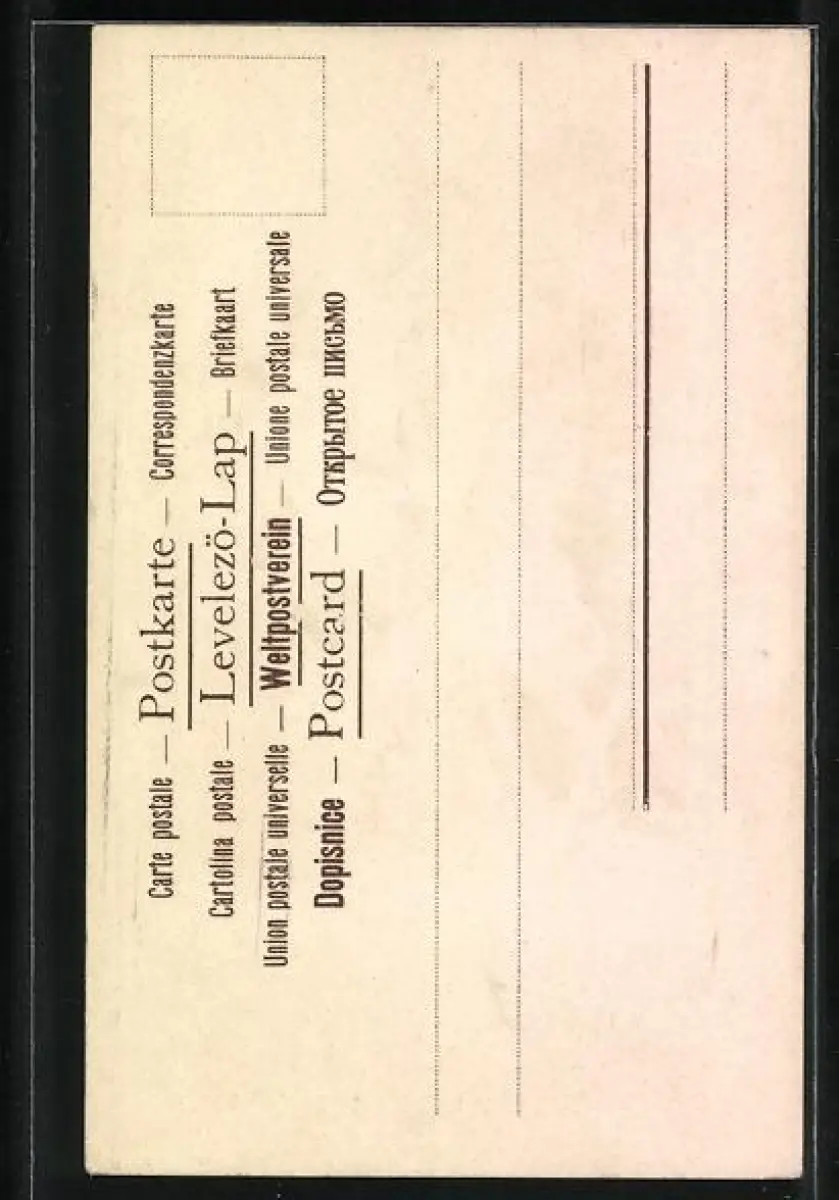 Carte postale — Postkarte — Correspondenzkarte
Cartolina postale — Levelezö-Lap — Briefkaart
Union postale universelle — Weltpostverein — Unione postale universale
Dopisnice — Postcard — Открытое письмо